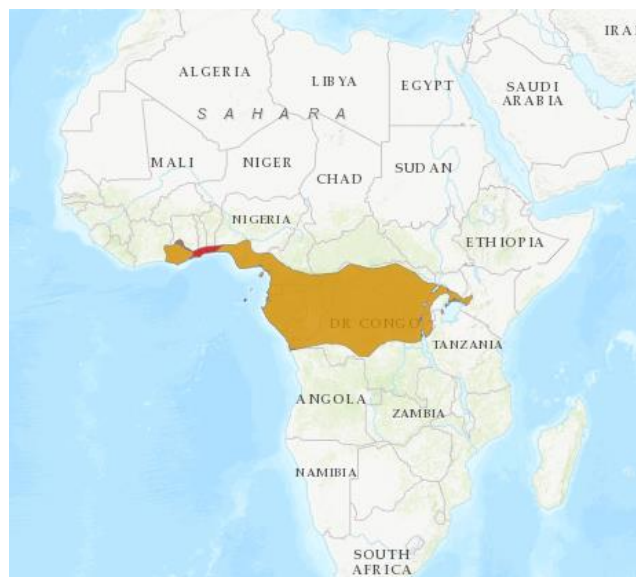 IRA
ALGERIA
LIBYA
EGYPT
SAUDI
ARABIA
SAHARA
MALI
NIGER
CHAD
SUDAN
NIGERIA
ETHIOPIA
DR CONGO
TANZANIA
ANGOLA
ZAMBIA
NAMIBIA
SOUTH
AFRICA